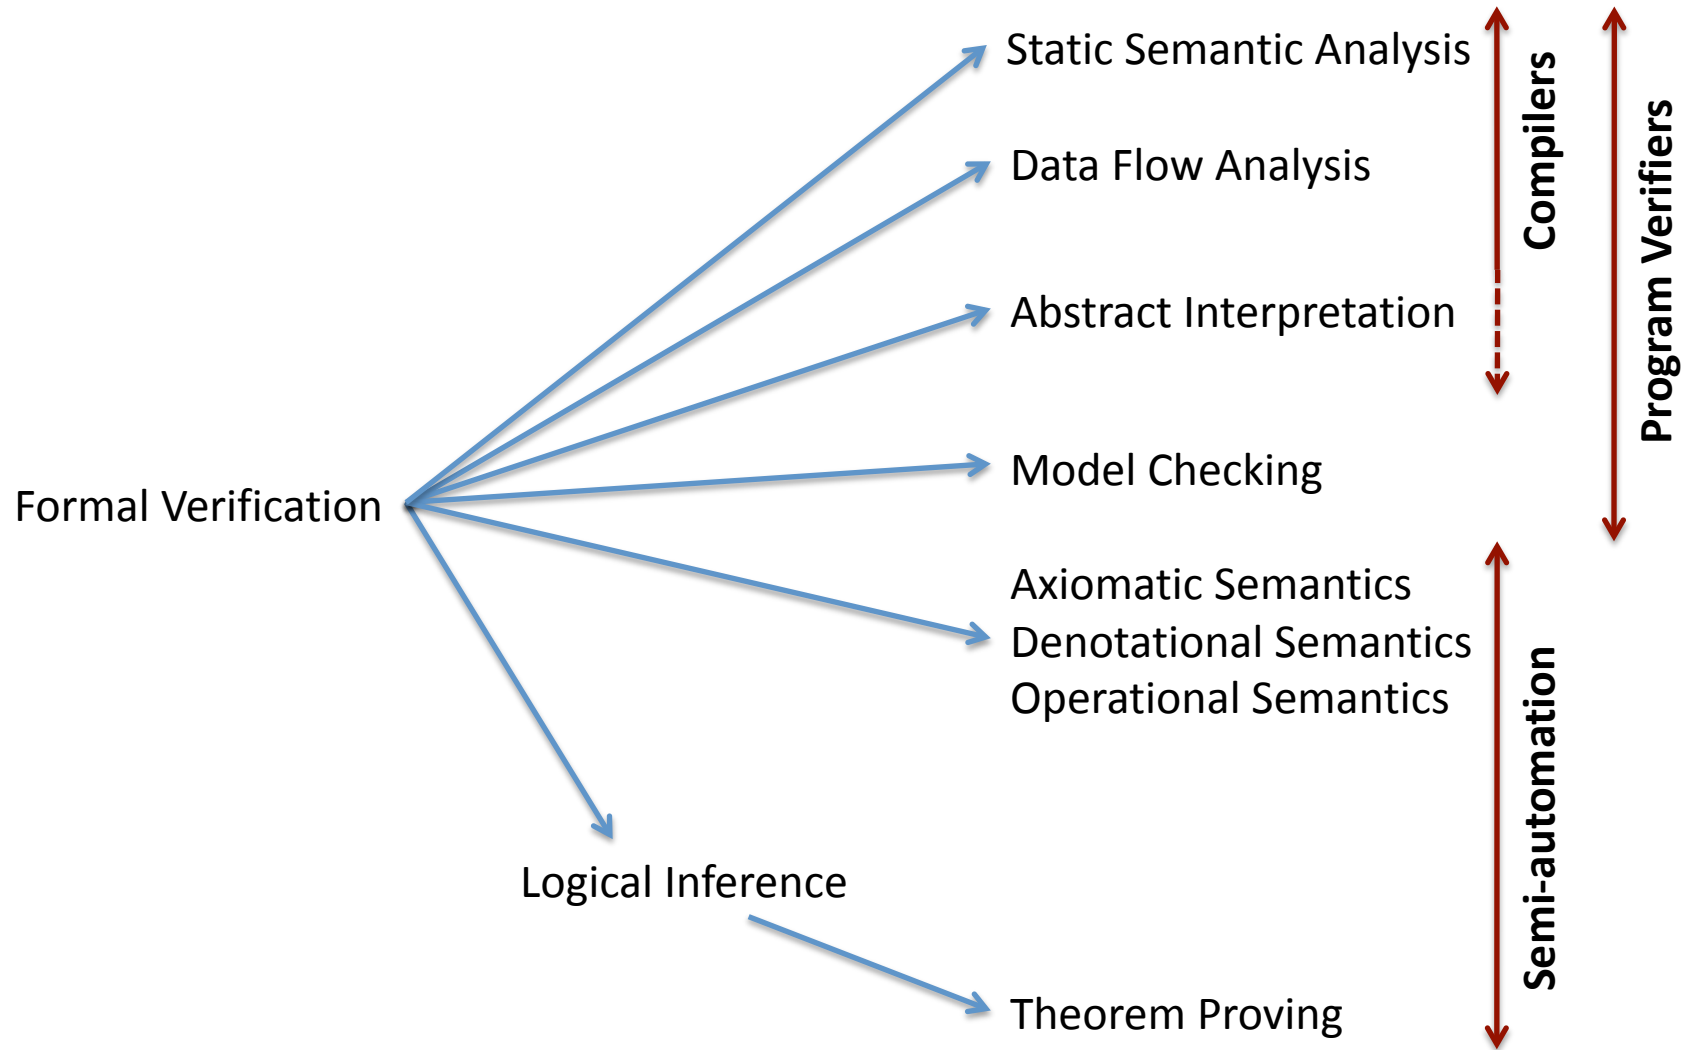 Static Semantic Analysis
Data Flow Analysis
Abstract Interpretation
Model Checking
Formal Verification
Axiomatic Semantics
Denotational Semantics
Operational Semantics
Logical Inference
Theorem Proving
Compilers
Program Verifiers
Semi-automation